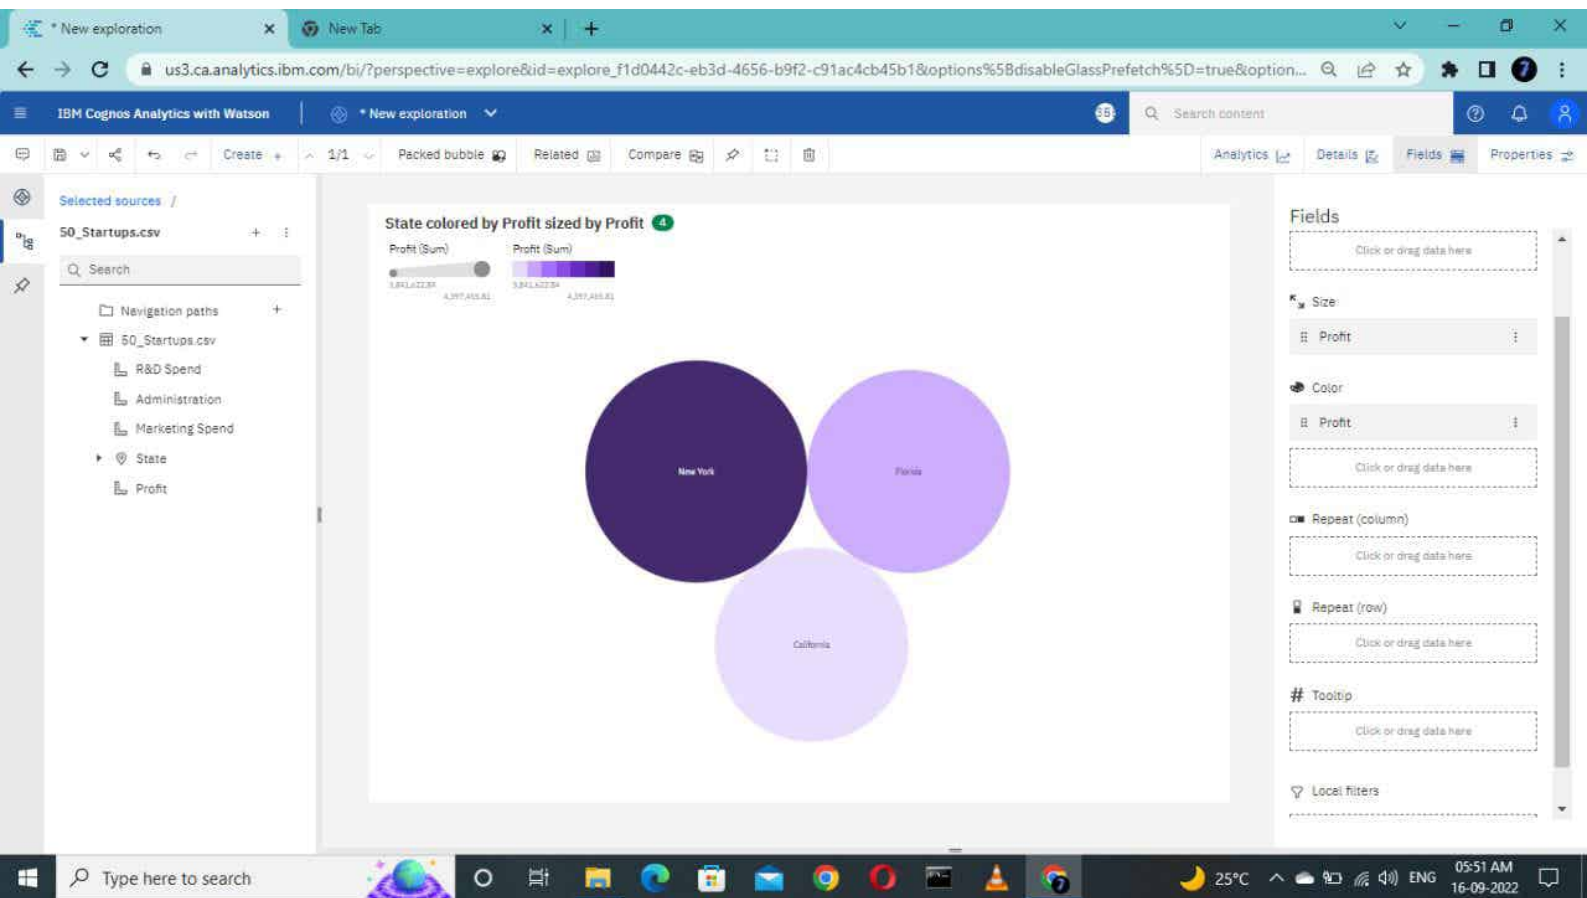 * New exploration
New Tab
us3.ca.analytics.ibm.com/bi/?perspective=explore&id=explore_f1d0442c-eb3d-4656-b9f2-c91ac4cb45b1&options%5BdisableGlassPrefetch%5D=true&option...
IBM Cognos Analytics with Watson
* New exploration
Search content
Create
1/1
Packed bubble
Related
Compare
Analytics
Details
Fields
Properties
Selected sources /
50_Startups.csv
Search
Navigation paths
50_Startups.csv
R&D Spend
Administration
Marketing Spend
State
Profit
State colored by Profit sized by Profit 4
Profit (Sum)
Profit (Sum)
New York
Florida
California
Fields
Click or drag data here
Size
Profit
Color
Profit
Click or drag data here
Repeat (column)
Click or drag data here
Repeat (row)
Click or drag data here
Tooltip
Click or drag data here
Local filters
Type here to search
25°C
ENG
05:51 AM
16-09-2022